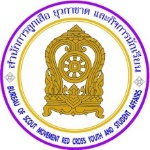 สำนักการลูกเสือ ยุวกาชาด และกิจการนักเรียน
BUREAU OF SCOUT MOVEMENT RED CROSS YOUTH AND STUDENT AFFAIRS